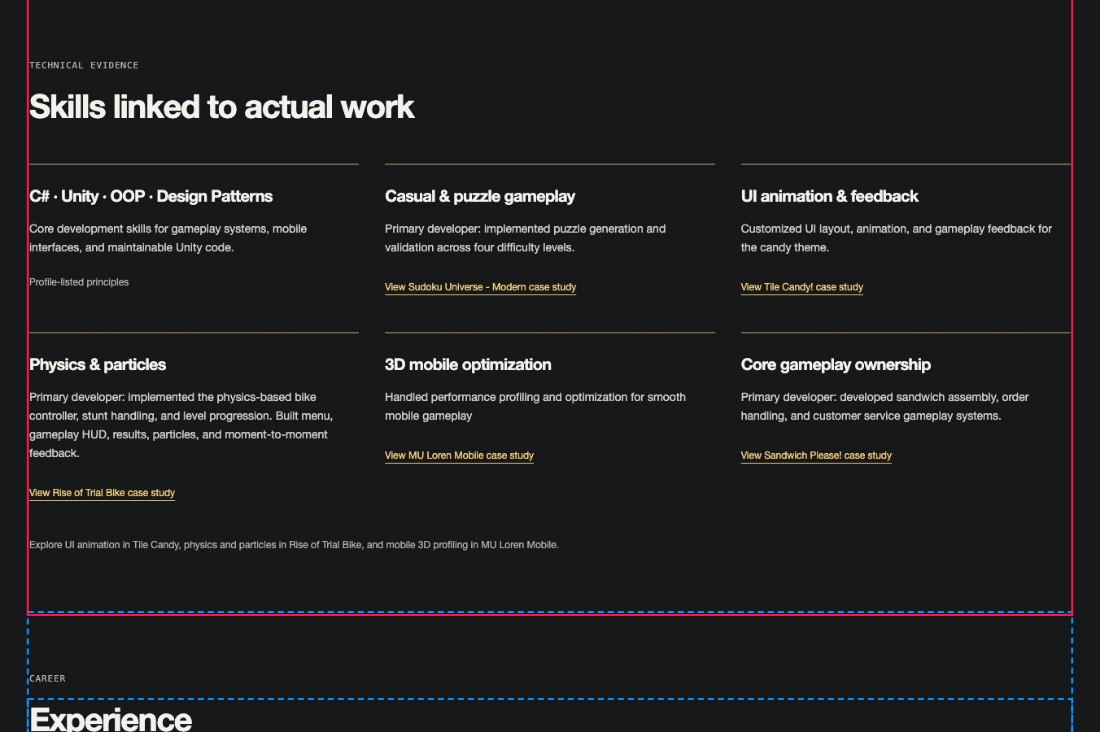 TECHNICAL EVIDENCE
Skills linked to actual work
C# · Unity · OOP · Design Patterns
Core development skills for gameplay systems, mobile
interfaces, and maintainable Unity code.
Profile-listed principles
Casual & puzzle gameplay
Primary developer: implemented puzzle generation and
validation across four difficulty levels.
View Sudoku Universe - Modern case study
UI animation & feedback
Customized UI layout, animation, and gameplay feedback for
the candy theme.
View Tile Candy! case study
Physics & particles
Primary developer: implemented the physics-based bike
controller, stunt handling, and level progression. Built menu,
gameplay HUD, results, particles, and moment-to-moment
feedback.
View Rise of Trial Bike case study
3D mobile optimization
Handled performance profiling and optimization for smooth
mobile gameplay
View MU Loren Mobile case study
Core gameplay ownership
Primary developer: developed sandwich assembly, order
handling, and customer service gameplay systems.
View Sandwich Please! case study
Explore UI animation in Tile Candy, physics and particles in Rise of Trial Bike, and mobile 3D profiling in MU Loren Mobile.
CAREER
Experience